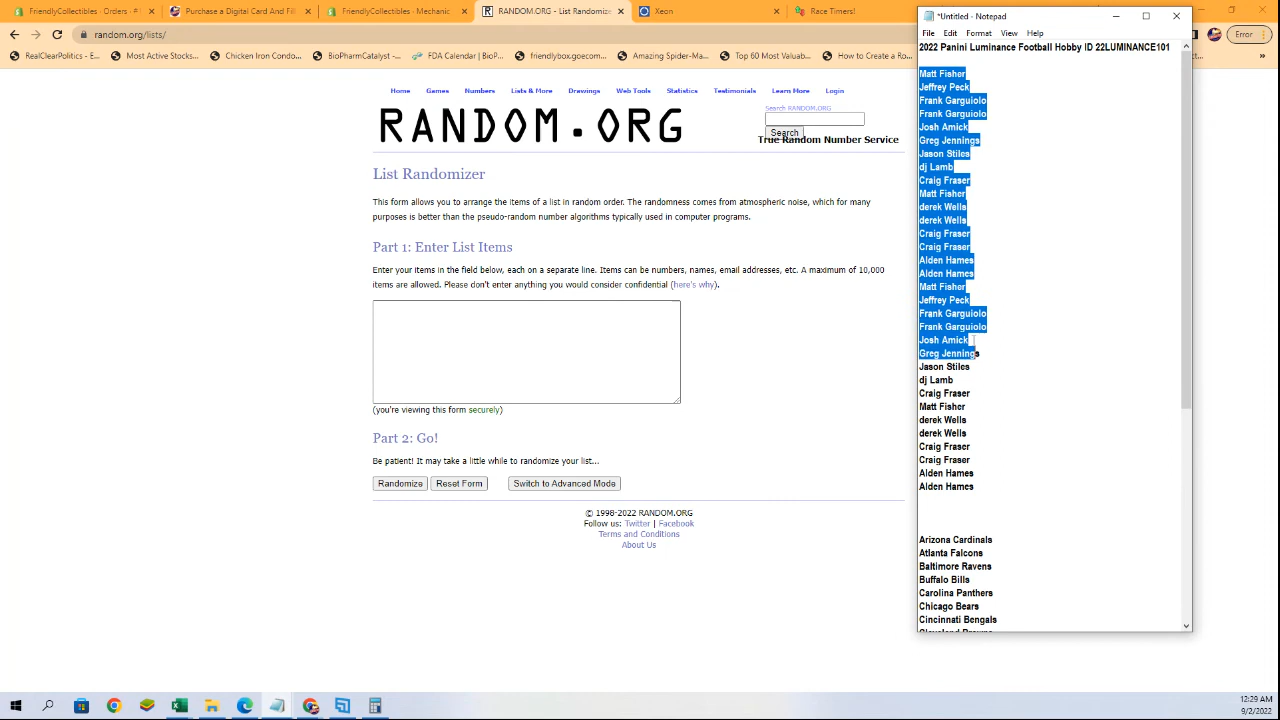 FriendlyCollectibles - Orders - #
Purchase a Digital Card And Fill
FriendlyCollectibles - Mechanic
RANDOM.ORG - List Randomizer
Xeon
Race Timers!
random.org/lists/
Error
RealClearPolitics - E...
Most Active Stocks...
Chicken Iron Condo...
BioPharmCatalyst -...
FDA Calendar | BioP...
friendlybox.goecom...
Amazing Spider-Ma...
Top 60 Most Valuab...
How to Create a Ro...
Home
Games
Numbers
Lists & More
Drawings
Web Tools
Statistics
Testimonials
Learn More
Login
Search RANDOM.ORG
RANDOM.ORG
Search
True Random Number Service
List Randomizer
This form allows you to arrange the items of a list in random order. The randomness comes from atmospheric noise, which for many
purposes is better than the pseudo-random number algorithms typically used in computer programs.
Part 1: Enter List Items
Enter your items in the field below, each on a separate line. Items can be numbers, names, email addresses, etc. A maximum of 10,000
items are allowed. Please don't enter anything you would consider confidential (here's why).
(you're viewing this form securely)
Part 2: Go!
Be patient! It may take a little while to randomize your list...
Randomize
Reset Form
Switch to Advanced Mode
© 1998-2022 RANDOM.ORG
Follow us: Twitter | Facebook
Terms and Conditions
About Us
*Untitled - Notepad
File
Edit
Format
View
Help
2022 Panini Luminance Football Hobby ID 22LUMINANCE101
Matt Fisher
Jeffrey Peck
Frank Garguiolo
Frank Garguiolo
Josh Amick
Greg Jennings
Jason Stiles
dj Lamb
Craig Fraser
Matt Fisher
derek Wells
derek Wells
Craig Fraser
Craig Fraser
Alden Hames
Alden Hames
Matt Fisher
Jeffrey Peck
Frank Garguiolo
Frank Garguiolo
Josh Amick
Greg Jennings
Jason Stiles
dj Lamb
Craig Fraser
Matt Fisher
derek Wells
derek Wells
Craig Fraser
Craig Fraser
Alden Hames
Alden Hames
Arizona Cardinals
Atlanta Falcons
Baltimore Ravens
Buffalo Bills
Carolina Panthers
Chicago Bears
Cincinnati Bengals
Cleveland Browns
12:29 AM
9/2/2022